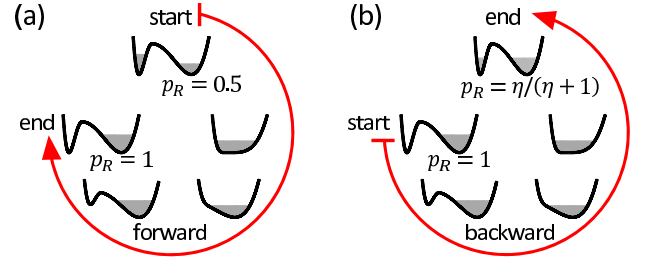 (a)
start
p_R = 0.5
end
p_R = 1
forward
(b)
end
p_R = η/(η + 1)
start
p_R = 1
backward